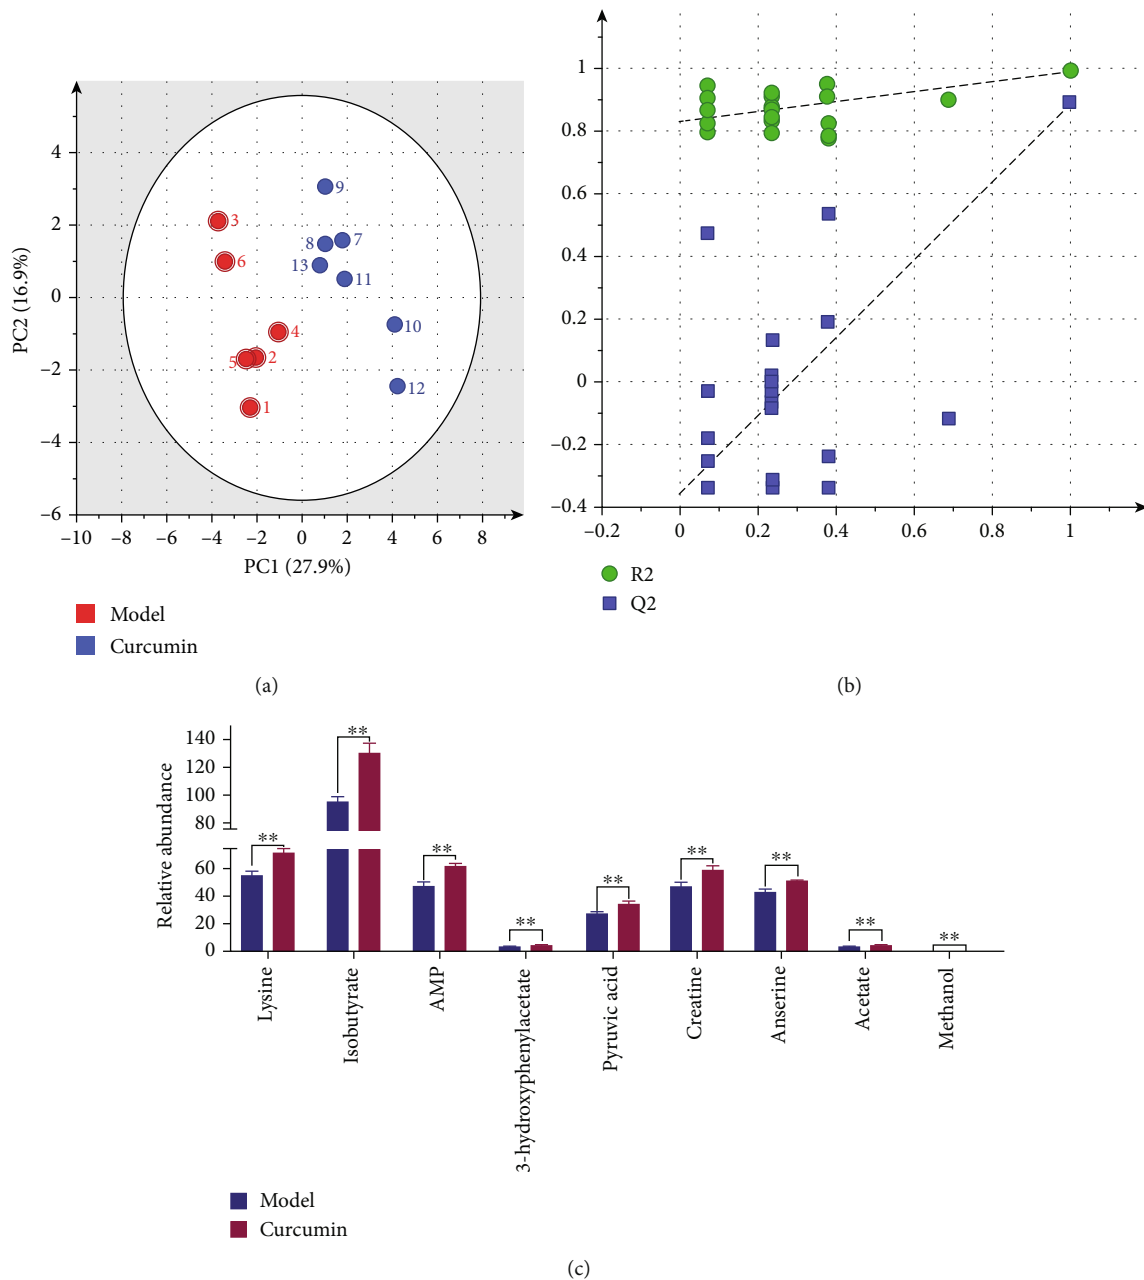 4
2
0
−2
−4
−6
−10
−8
−6
−4
−2
0
2
4
6
8
PC2 (16.9%)
PC1 (27.9%)
3
6
4
5
2
1
9
8
7
13
11
10
12
Model
Curcumin
(a)
1
0.8
0.6
0.4
0.2
0
−0.2
−0.4
−0.2
0
0.2
0.4
0.6
0.8
1
R2
Q2
(b)
Relative abundance
140
120
100
80
60
40
20
0
**
**
**
**
**
**
**
**
**
Lysine
Isobutyrate
AMP
3-hydroxyphenylacetate
Pyruvic acid
Creatine
Anserine
Acetate
Methanol
Model
Curcumin
(c)